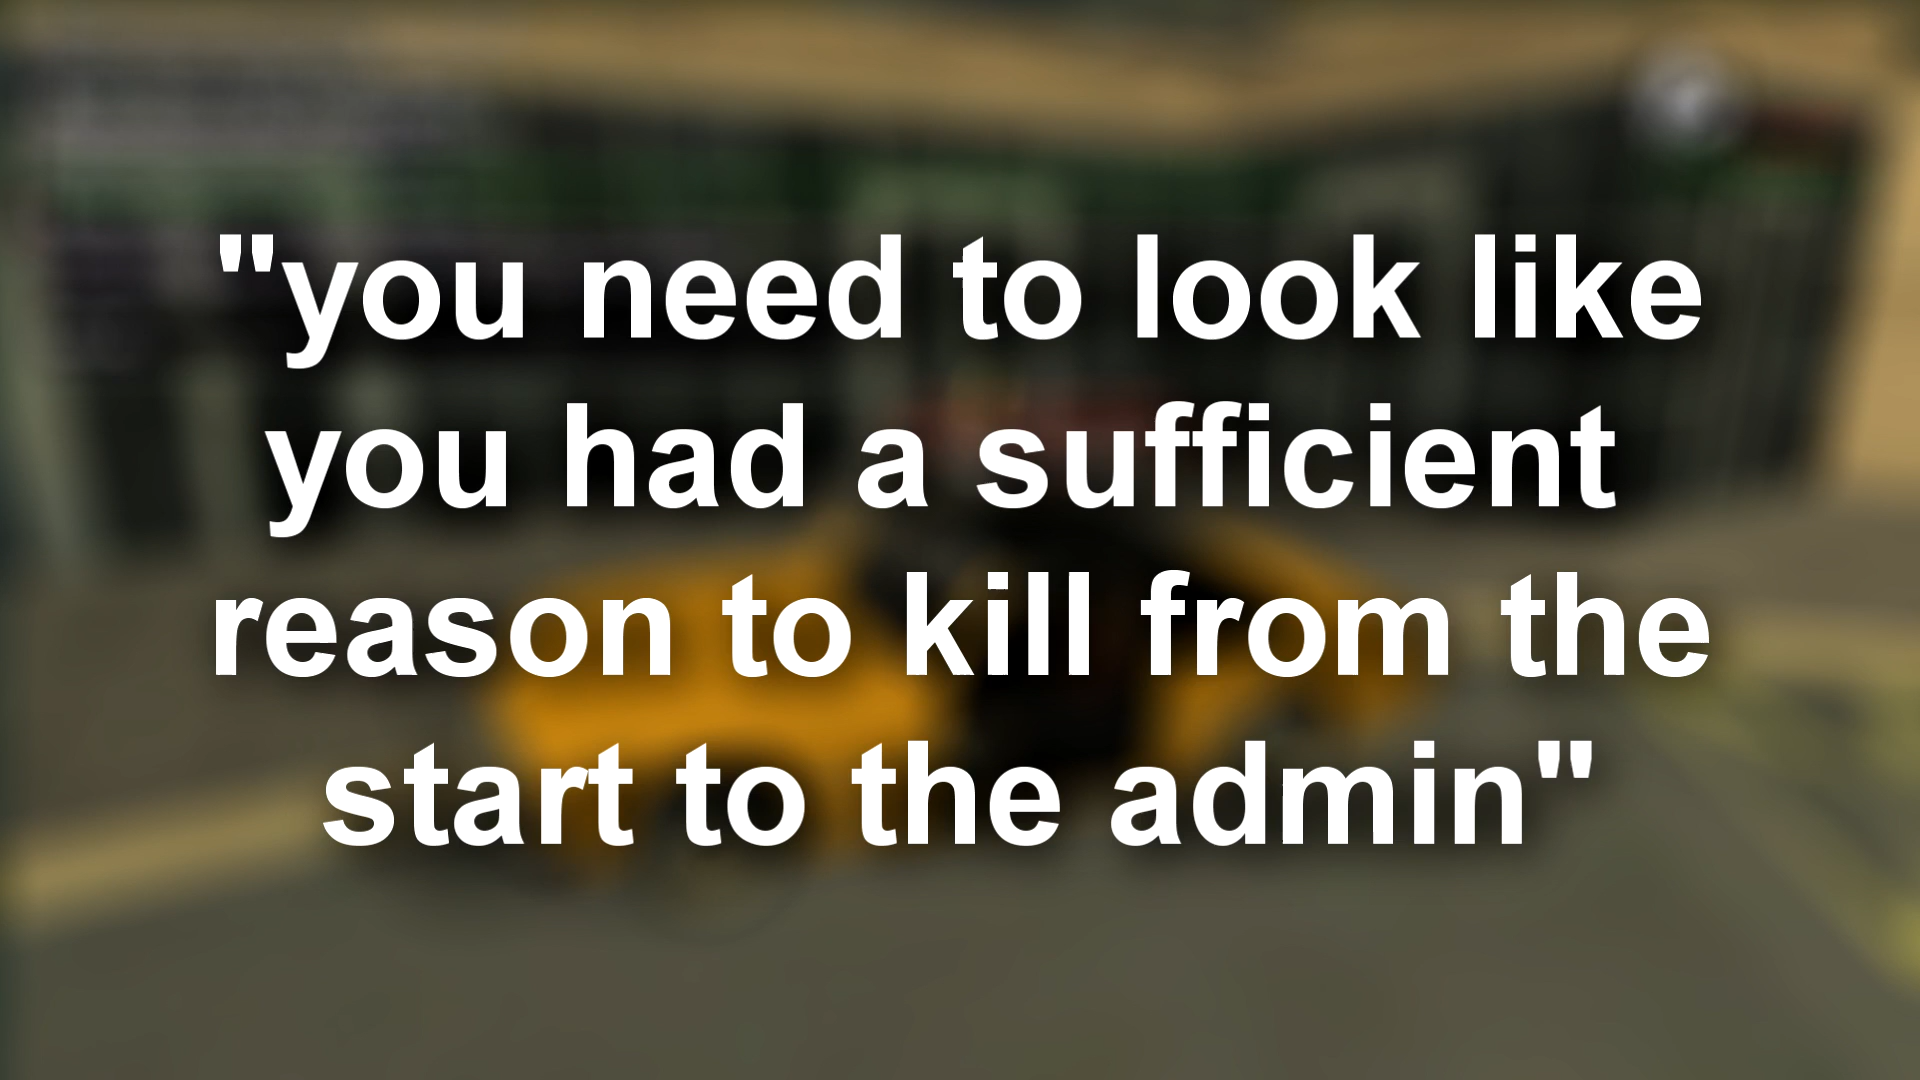 "you need to look like
you had a sufficient
reason to kill from the
start to the admin"